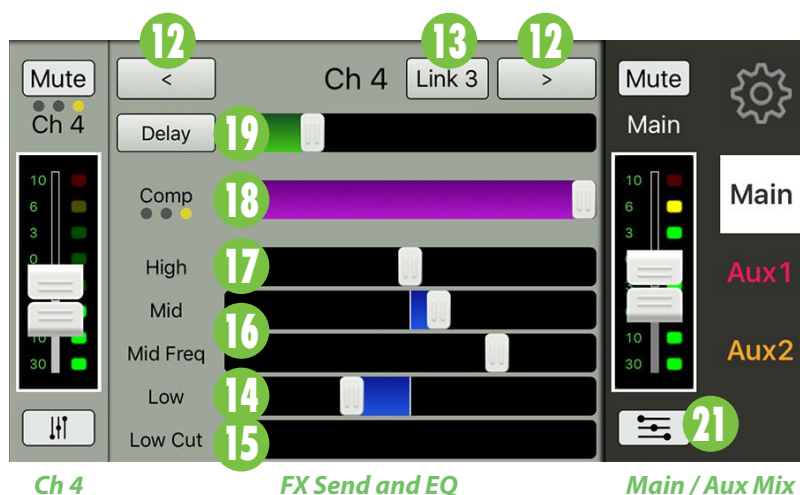 12 13 12
Mute < Ch 4 Link 3 > Mute
Ch 4 Delay 19 Main
10
6
3
0
10
30
Comp 18
High 17
Mid
16
Mid Freq
Low 14
Low Cut 15
10
6
3
30
Main
Aux1
Aux2
21
Ch 4 FX Send and EQ Main / Aux Mix